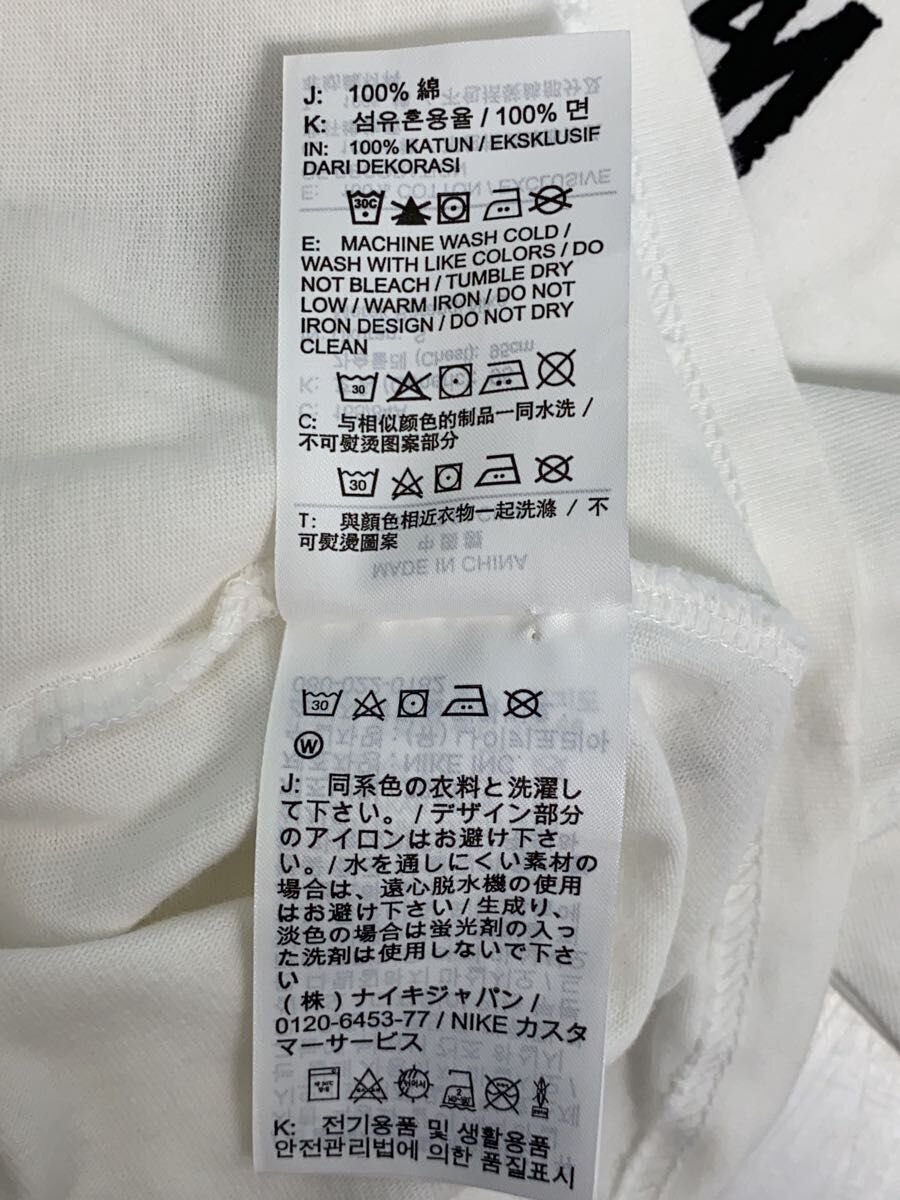 J: 100% 綿
K: 섬유혼용율 / 100% 면
IN: 100% KATUN / EKSKLUSIF
DARI DEKORASI
30C
E: MACHINE WASH COLD /
WASH WITH LIKE COLORS / DO
NOT BLEACH / TUMBLE DRY
LOW / WARM IRON / DO NOT
IRON DESIGN / DO NOT DRY
CLEAN
30
C: 与相似颜色的制品一同水洗 /
不可熨烫图案部分
30
T: 與顏色相近衣物一起洗滌 / 不
可熨燙圖案
MADE IN CHINA
30
W
J: 同系色の衣料と洗濯し
て下さい。/ デザイン部分
のアイロンはお避け下さ
い。/ 水を通しにくい素材の
場合は、遠心脱水機の使用
はお避け下さい / 生成り、
淡色の場合は蛍光剤の入っ
た洗剤は使用しないで下さ
い
(株) ナイキジャパン /
0120-6453-77 / NIKE カスタ
マーサービス
K: 전기용품 및 생활용품
안전관리법에 의한 품질표시